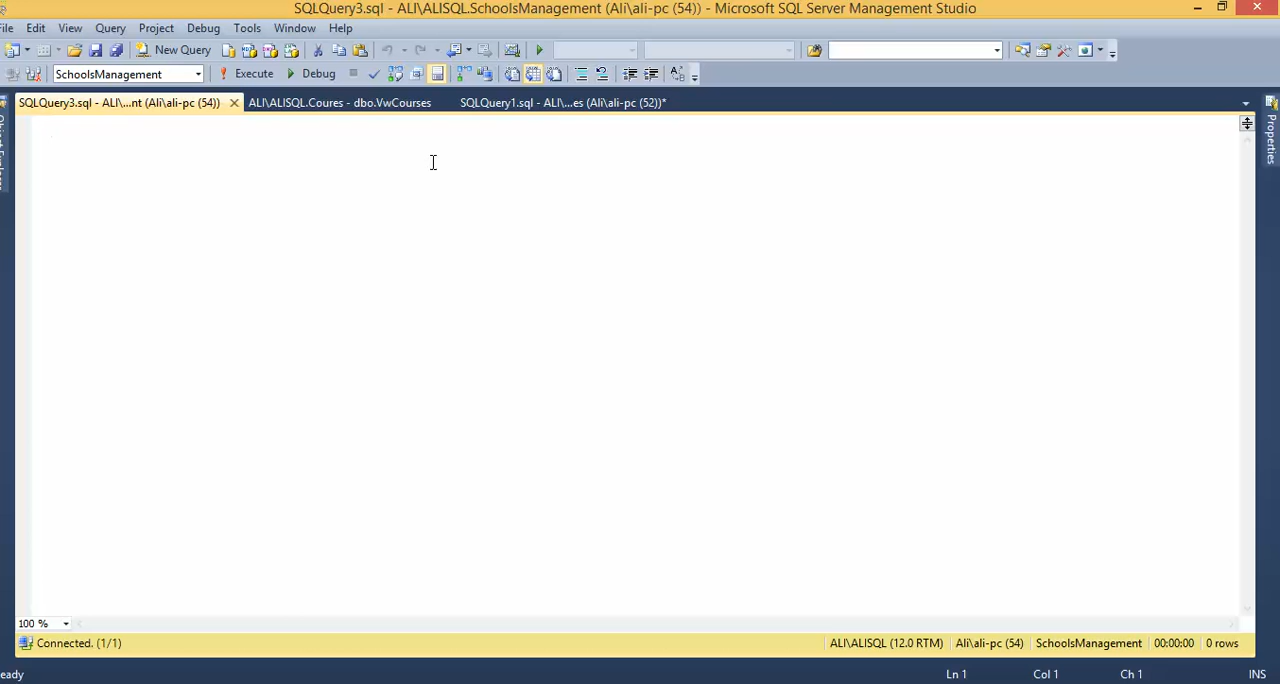 SQLQuery3.sql - ALI\ALISQL.SchoolsManagement (Ali\ali-pc (54)) - Microsoft SQL Server Management Studio
File Edit View Query Project Debug Tools Window Help
New Query
SchoolsManagement Execute Debug
SQLQuery3.sql - ALI\...nt (Ali\ali-pc (54)) ALI\ALISQL.Coures - dbo.VwCourses SQLQuery1.sql - ALI\...es (Ali\ali-pc (52))*
Properties
100 %
Connected. (1/1) ALI\ALISQL (12.0 RTM) Ali\ali-pc (54) SchoolsManagement 00:00:00 0 rows
eady Ln 1 Col 1 Ch 1 INS